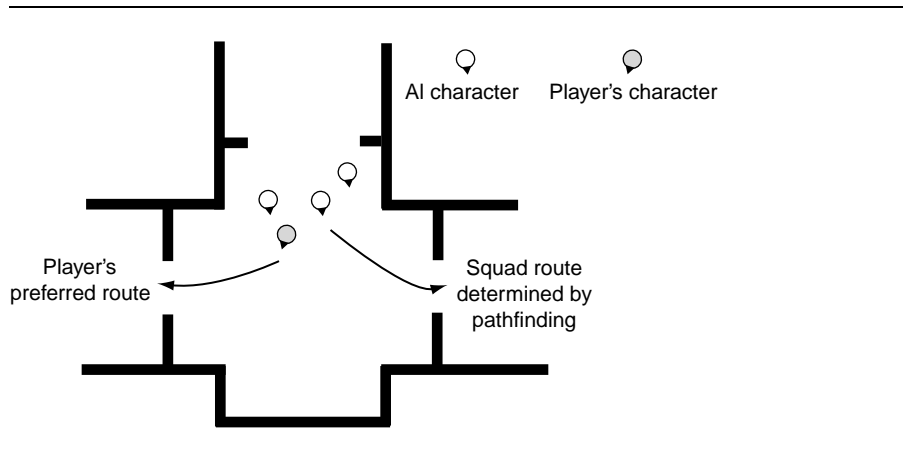 AI character
Player's character
Player's
preferred route
Squad route
determined by
pathfinding